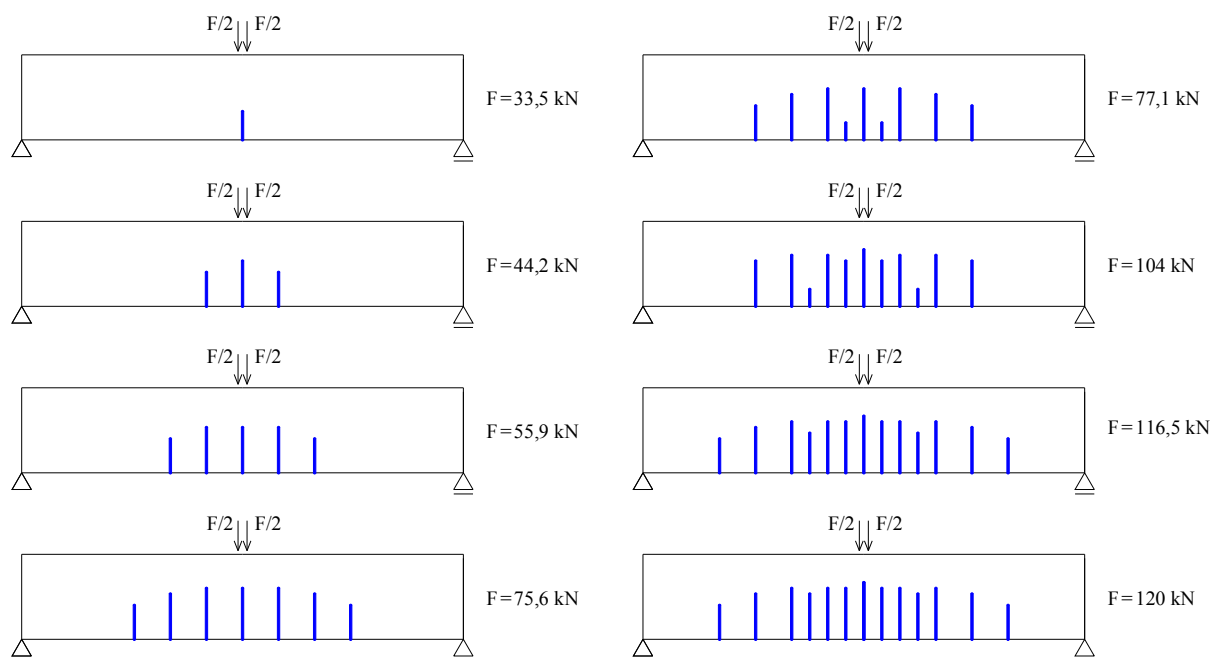 F/2 F/2
F=33,5 kN
F/2 F/2
F=44,2 kN
F/2 F/2
F=55,9 kN
F/2 F/2
F=75,6 kN
F/2 F/2
F=77,1 kN
F/2 F/2
F=104 kN
F/2 F/2
F=116,5 kN
F/2 F/2
F=120 kN